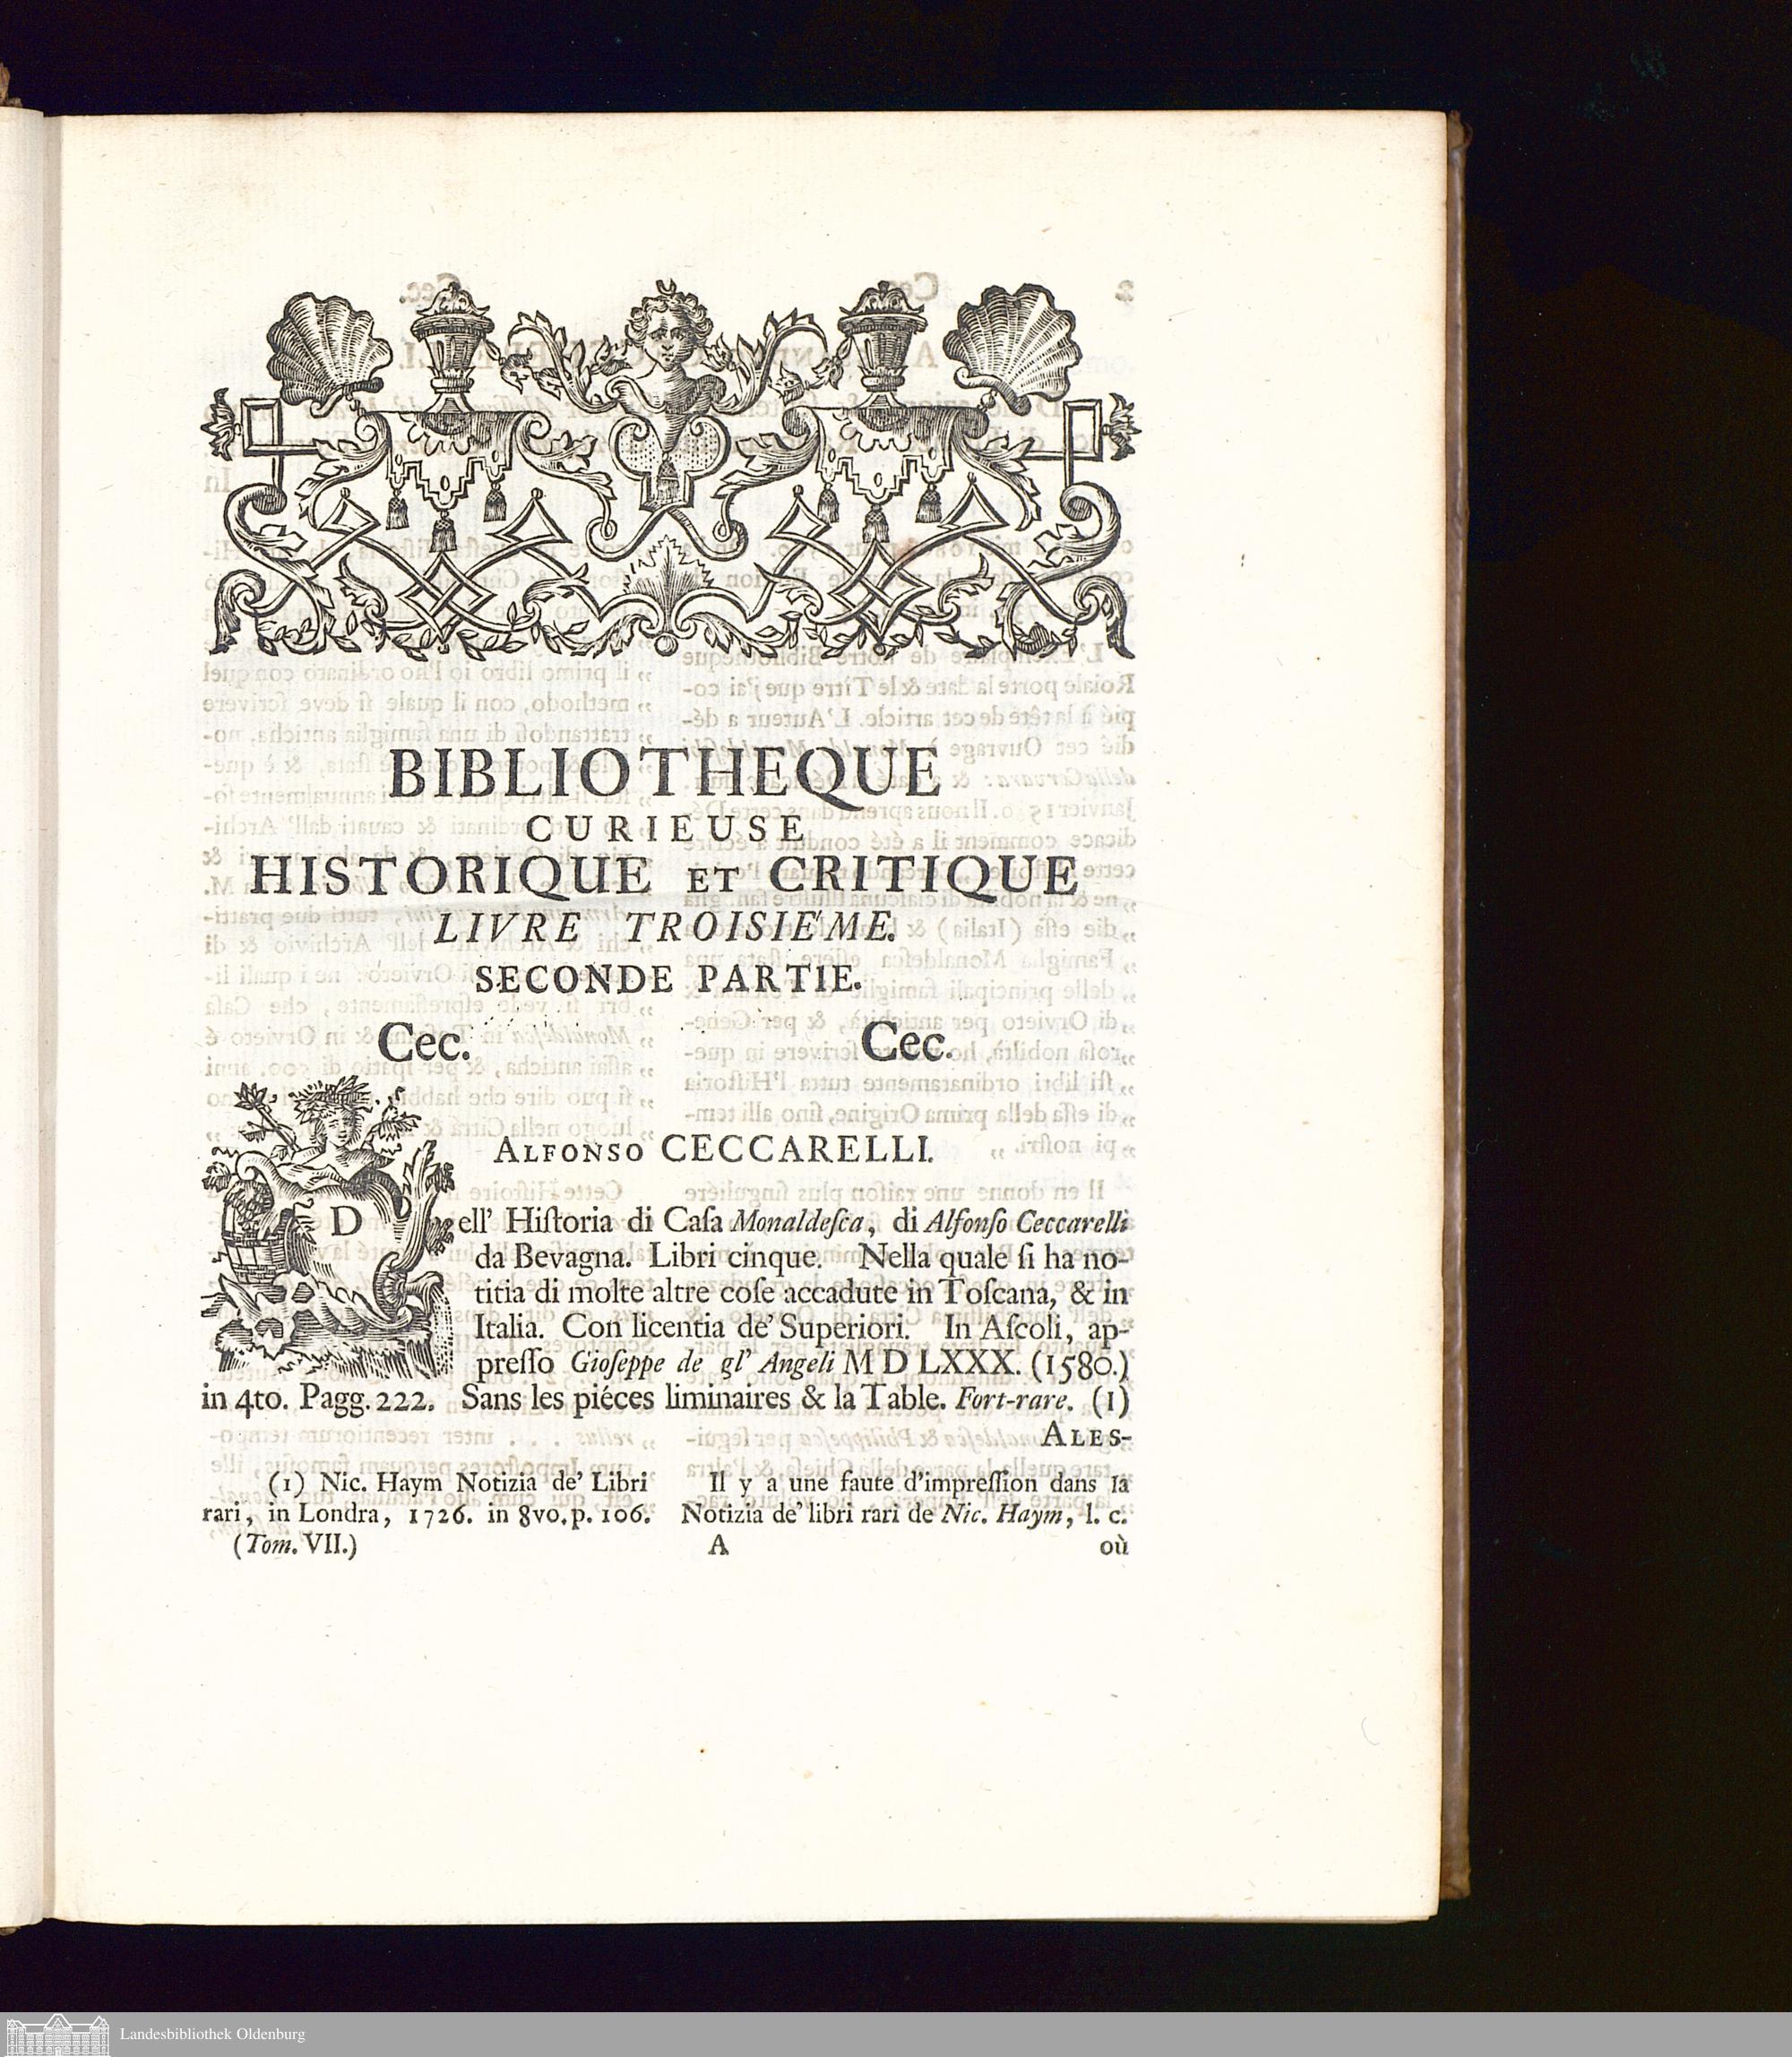 BIBLIOTHEQUE
CURIEUSE
HISTORIQUE ET CRITIQUE
LIVRE TROISIEME.
SECONDE PARTIE.
Cec. Cec.
ALFONSO CECCARELLI.
Dell' Hiſtoria di Caſa Monaldeſca, di Alfonſo Ceccarelli
da Bevagna. Libri cinque. Nella quale ſi ha no-
titia di molte altre coſe accadute in Toſcana, & in
Italia. Con licentia de' Superiori. In Aſcoli, ap-
preſſo Gioſeppe de gl' Angeli M D LXXX. (1580.)
in 4to. Pagg. 222. Sans les piéces liminaires & la Table. Fort-rare. (1)
ALES-
(1) Nic. Haym Notizia de' Libri
rari, in Londra, 1726. in 8vo. p. 106.
Il y a une faute d'impreſſion dans la
Notizia de' libri rari de Nic. Haym, l. c.
(Tom. VII.) A où
Landesbibliothek Oldenburg